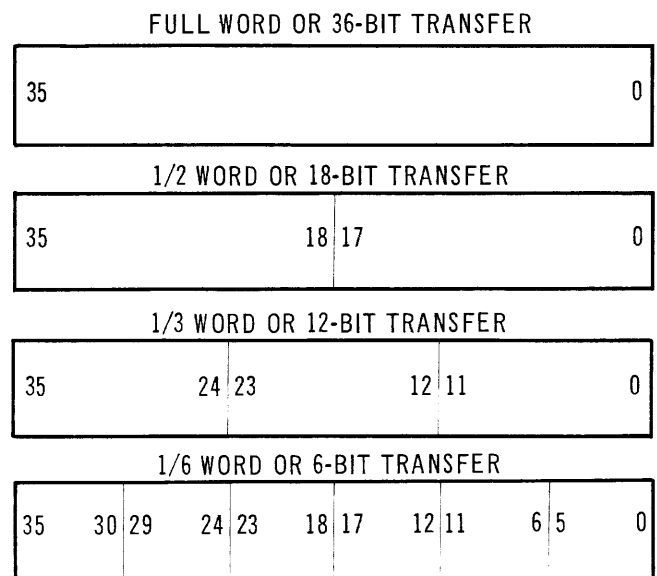 FULL WORD OR 36-BIT TRANSFER
35 0
1/2 WORD OR 18-BIT TRANSFER
35 18 17 0
1/3 WORD OR 12-BIT TRANSFER
35 24 23 12 11 0
1/6 WORD OR 6-BIT TRANSFER
35 30 29 24 23 18 17 12 11 6 5 0